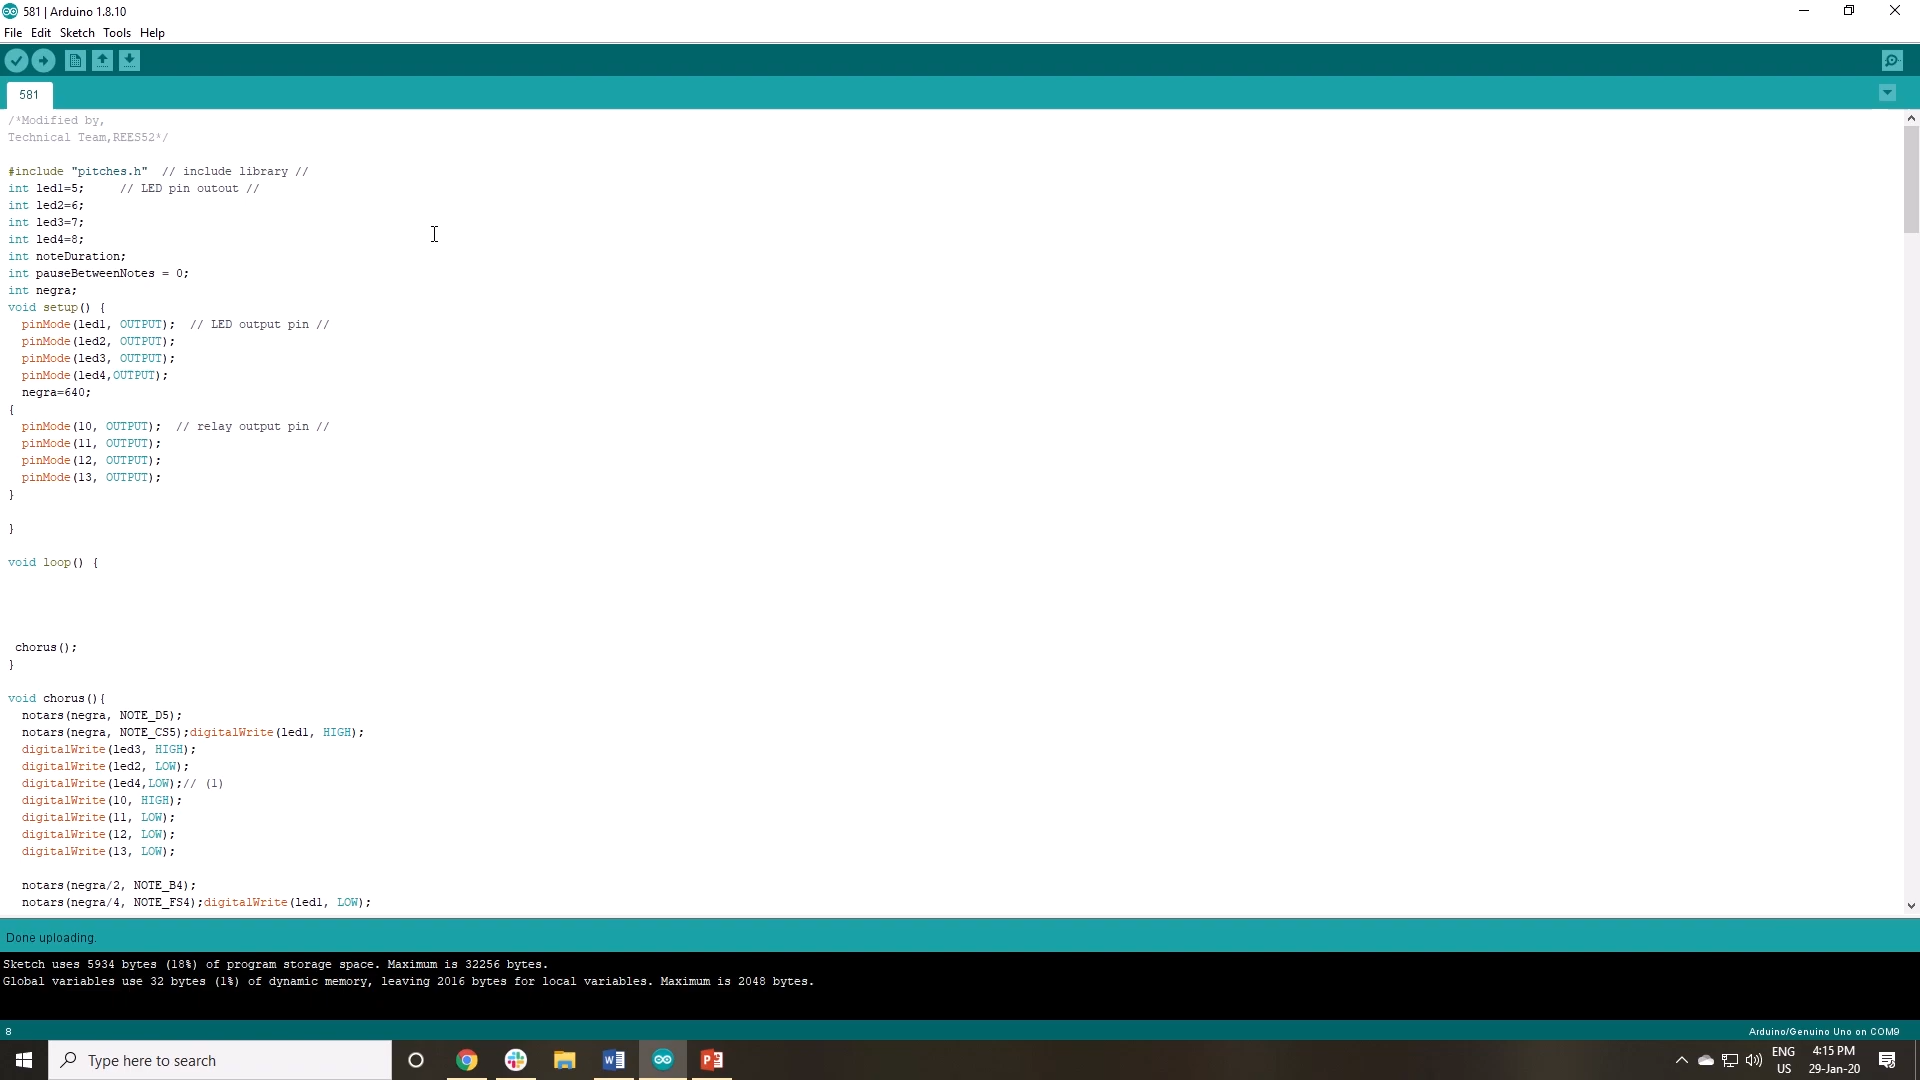 581 | Arduino 1.8.10
File Edit Sketch Tools Help
581
/*Modified by,
Technical Team,REES52*/
#include "pitches.h"  // include library //
int led1=5;     // LED pin outout //
int led2=6;
int led3=7;
int led4=8;
int noteDuration;
int pauseBetweenNotes = 0;
int negra;
void setup() {
  pinMode(led1, OUTPUT);  // LED output pin //
  pinMode(led2, OUTPUT);
  pinMode(led3, OUTPUT);
  pinMode(led4,OUTPUT);
  negra=640;
{
  pinMode(10, OUTPUT);  // relay output pin //
  pinMode(11, OUTPUT);
  pinMode(12, OUTPUT);
  pinMode(13, OUTPUT);
}
}
void loop() {
 chorus();
}
void chorus(){
  notars(negra, NOTE_D5);
  notars(negra, NOTE_CS5);digitalWrite(led1, HIGH);
  digitalWrite(led3, HIGH);
  digitalWrite(led2, LOW);
  digitalWrite(led4,LOW);// (1)
  digitalWrite(10, HIGH);
  digitalWrite(11, LOW);
  digitalWrite(12, LOW);
  digitalWrite(13, LOW);
  notars(negra/2, NOTE_B4);
  notars(negra/4, NOTE_FS4);digitalWrite(led1, LOW);
Done uploading.
Sketch uses 5934 bytes (18%) of program storage space. Maximum is 32256 bytes.
Global variables use 32 bytes (1%) of dynamic memory, leaving 2016 bytes for local variables. Maximum is 2048 bytes.
8 Arduino/Genuino Uno on COM9
Type here to search
ENG 4:15 PM
US 29-Jan-20